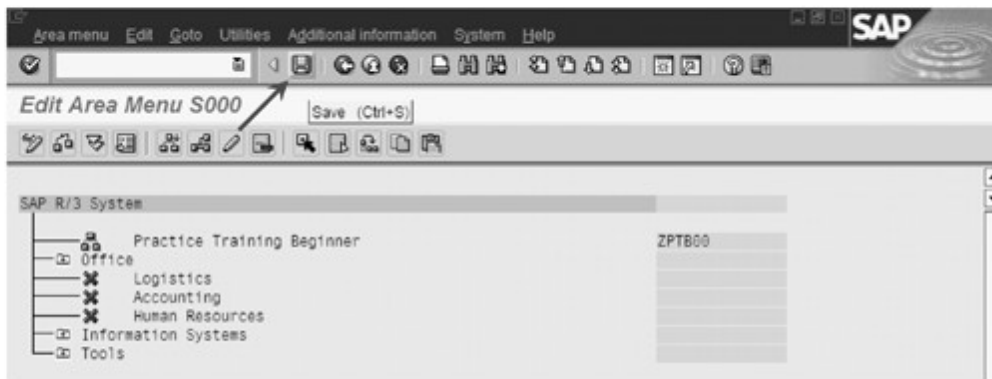 Area menu Edit Goto Utilities Additional information System Help
SAP
Edit Area Menu S000
Save (Ctrl+S)
SAP R/3 System
Practice Training Beginner ZPTB00
Office
Logistics
Accounting
Human Resources
Information Systems
Tools